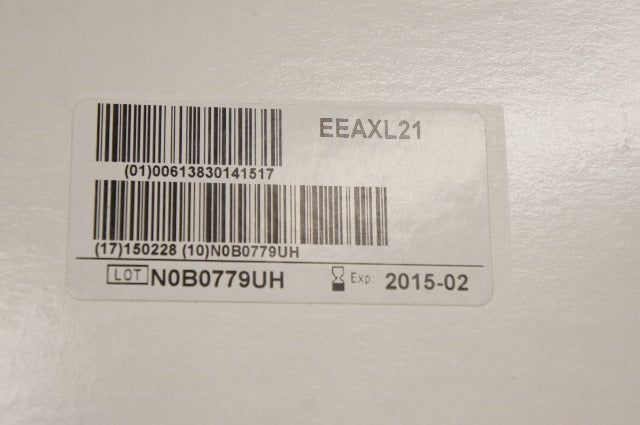 EEAXL21
(01)00613830141517
(17)150228 (10)N0B0779UH
LOT N0B0779UH Exp 2015-02